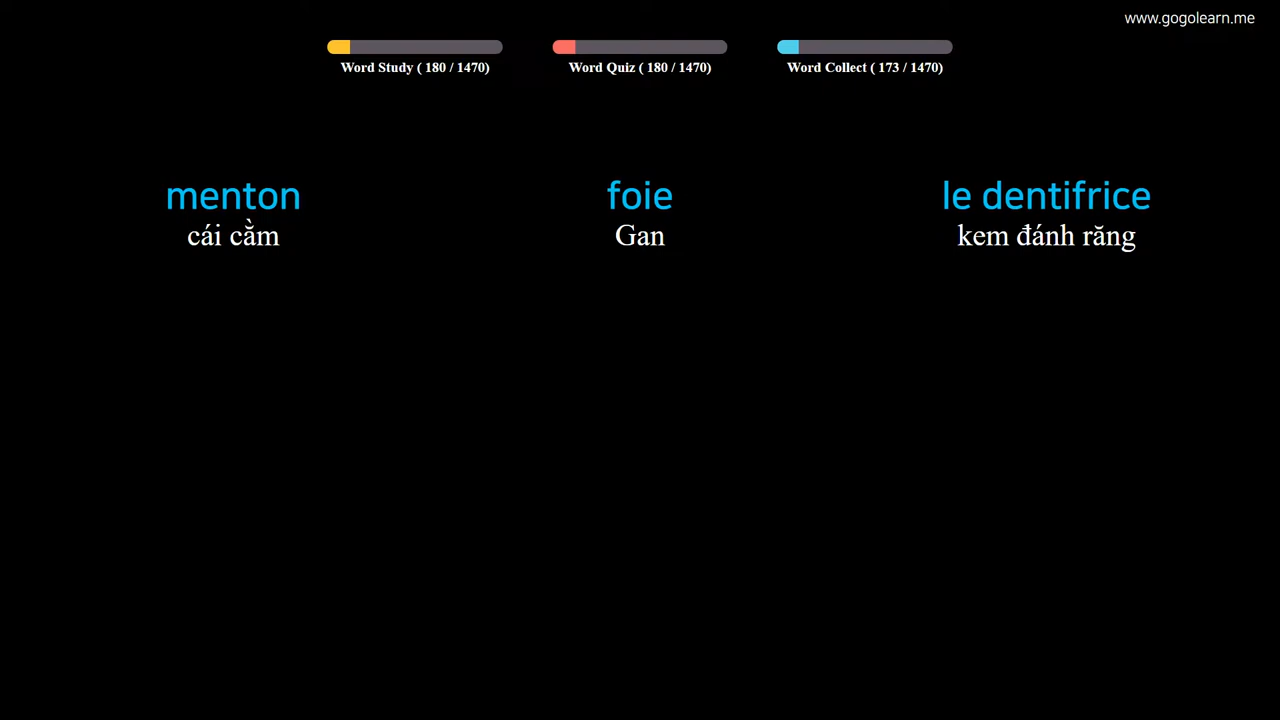 www.gogolearn.me
Word Study ( 180 / 1470)
Word Quiz ( 180 / 1470)
Word Collect ( 173 / 1470)
menton
cái cằm
foie
Gan
le dentifrice
kem đánh răng